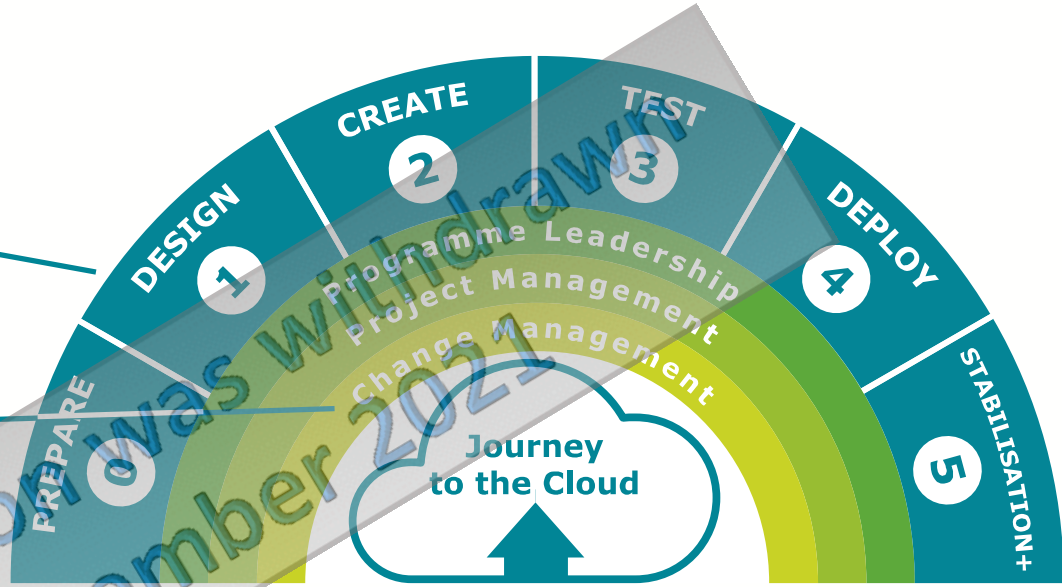 PREPARE
0
DESIGN
1
CREATE
2
TEST
3
DEPLOY
4
STABILISATION+
5
Programme Leadership
Project Management
Change Management
Journey
to the Cloud
was withdrawn
2021